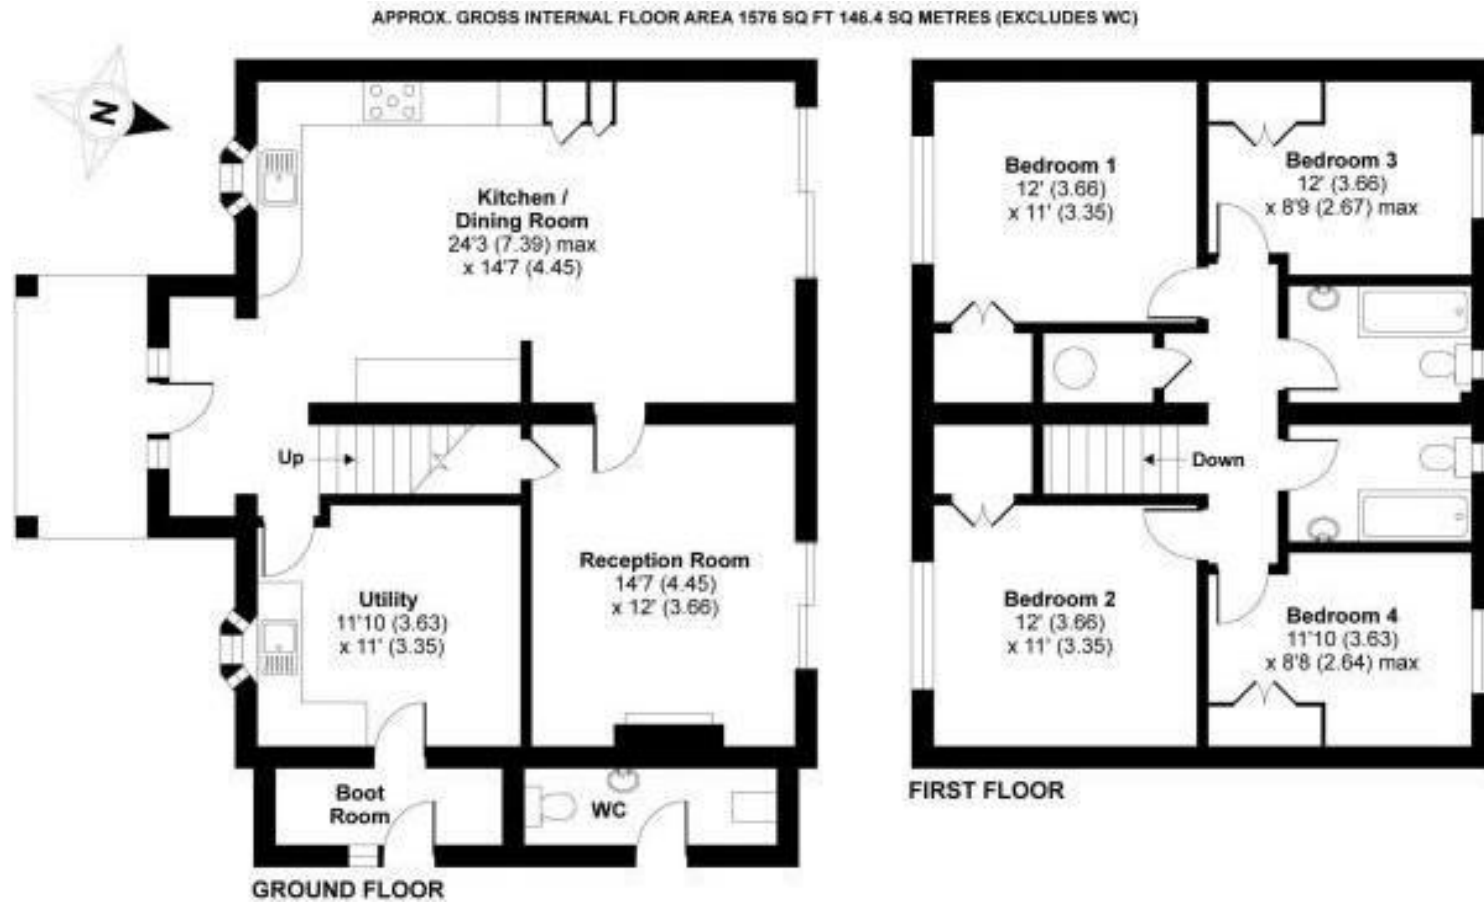 APPROX. GROSS INTERNAL FLOOR AREA 1576 SQ FT 146.4 SQ METRES (EXCLUDES WC)
N
Kitchen /
Dining Room
24'3 (7.39) max
x 14'7 (4.45)
Up
Reception Room
14'7 (4.45)
x 12' (3.66)
Utility
11'10 (3.63)
x 11' (3.35)
Boot
Room
WC
GROUND FLOOR
Bedroom 1
12' (3.66)
x 11' (3.35)
Bedroom 3
12' (3.66)
x 8'9 (2.67) max
Down
Bedroom 2
12' (3.66)
x 11' (3.35)
Bedroom 4
11'10 (3.63)
x 8'8 (2.64) max
FIRST FLOOR